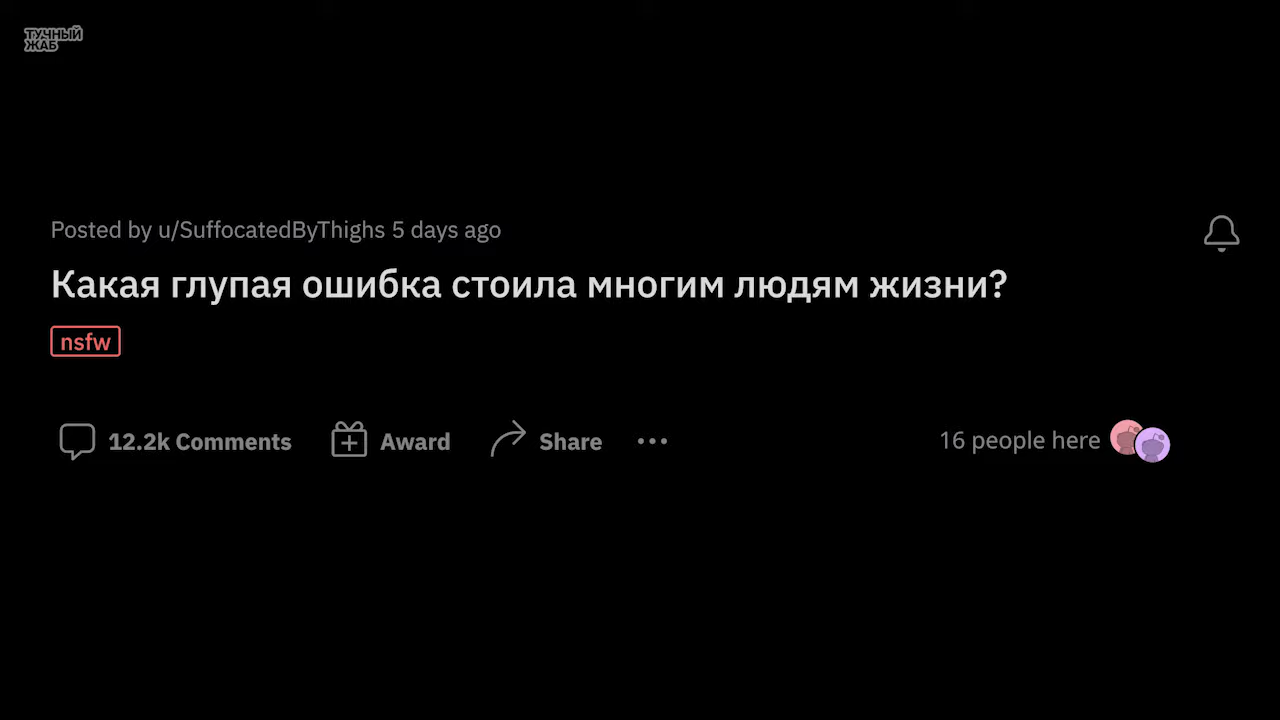 ТУЧНЫЙ
ЖАБ
Posted by u/SuffocatedByThighs 5 days ago
Какая глупая ошибка стоила многим людям жизни?
nsfw
12.2k Comments Award Share 16 people here